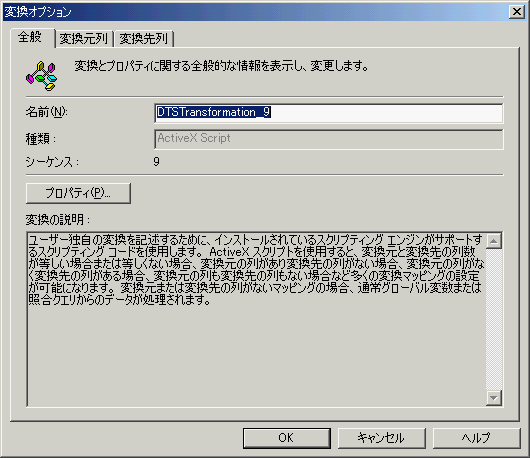 変換オプション
全般
変換元列
変換先列
変換とプロパティに関する全般的な情報を表示し、変更します。
名前(N):
DTSTransformation_9
種類 :
ActiveX Script
シーケンス :
9
プロパティ(P)...
変換の説明 :
ユーザー独自の変換を記述するために、インストールされているスクリプティング エンジンがサポートす
るスクリプティング コードを使用します。ActiveX スクリプトを使用すると、変換元と変換先の列数
が等しい場合または等しくない場合、変換元の列があり変換先の列がない場合、変換元の列がな
く変換先の列がある場合、変換元の列も変換先の列もない場合など多くの変換マッピングの設定
が可能になります。変換元または変換先の列がないマッピングの場合、通常グローバル変数または
照合クエリからのデータが処理されます。
OK
キャンセル
ヘルプ